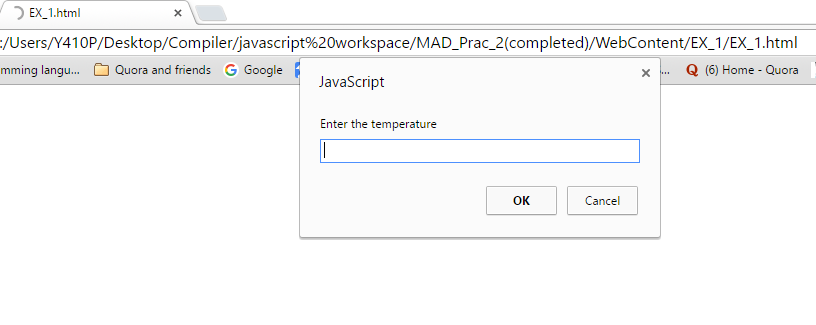 EX_1.html
:/Users/Y410P/Desktop/Compiler/javascript%20workspace/MAD_Prac_2(completed)/WebContent/EX_1/EX_1.html
mming langu... Quora and friends Google s... (6) Home - Quora
JavaScript
Enter the temperature
OK Cancel